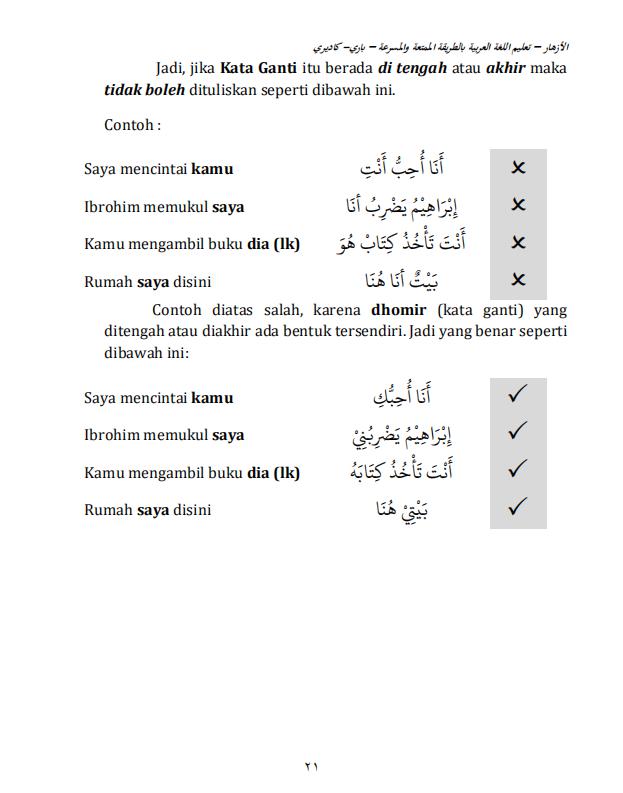 الأزهار – تعليم اللغة العربية بالطريقة الممتعة والمسرعة – باري- كاديري
Jadi, jika Kata Ganti itu berada di tengah atau akhir maka
tidak boleh dituliskan seperti dibawah ini.
Contoh :
Saya mencintai kamu أَنَا أُحِبُّ أَنْتِ ×
Ibrohim memukul saya إِبْرَاهِيْمُ يَضْرِبُ أنَا ×
Kamu mengambil buku dia (lk) أَنْتَ تَأْخُذُ كِتَابْ هُوَ ×
Rumah saya disini بَيْتٌ أنَا هُنَا ×
Contoh diatas salah, karena dhomir (kata ganti) yang
ditengah atau diakhir ada bentuk tersendiri. Jadi yang benar seperti
dibawah ini:
Saya mencintai kamu أَنَا أُحِبُّكِ ✓
Ibrohim memukul saya إِبْرَاهِيْمُ يَضْرِبُنِيْ ✓
Kamu mengambil buku dia (lk) أَنْتَ تَأْخُذُ كِتَابَهُ ✓
Rumah saya disini بَيْتِيْ هُنَا ✓
٢١